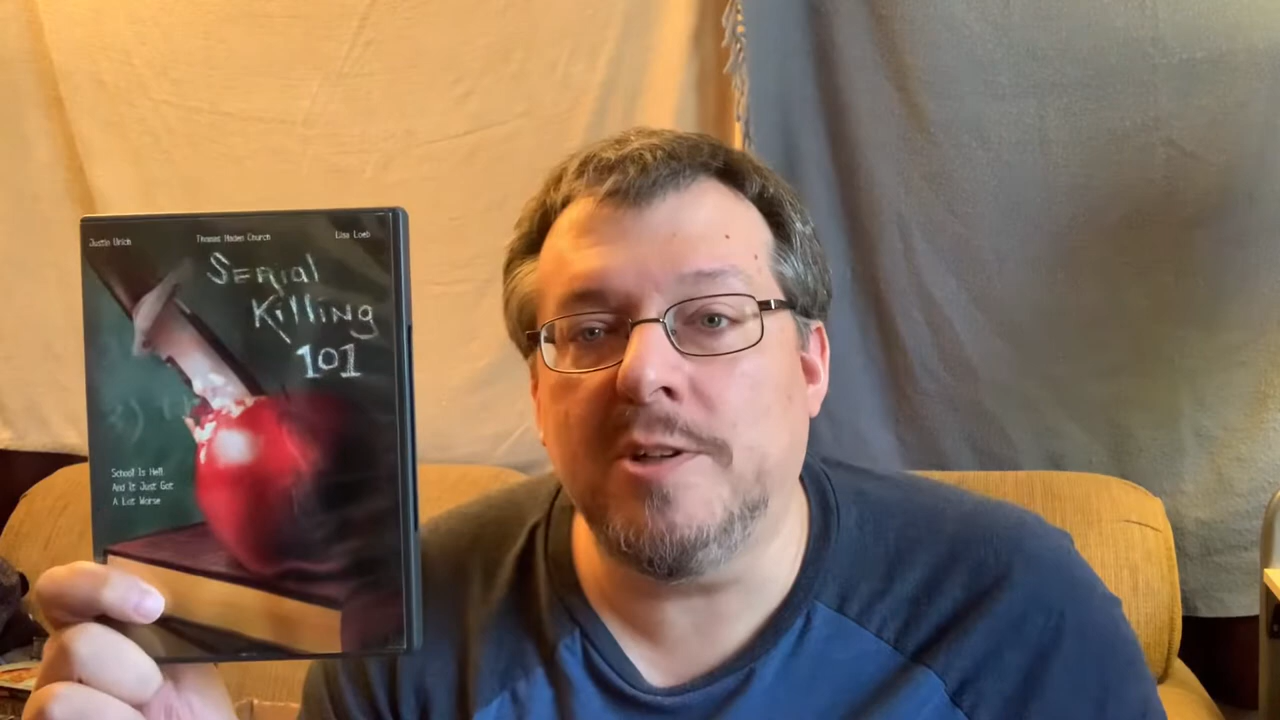 Justin Urich Thomas Haden Church Lisa Loeb
Serial
Killing
101
School Is Hell.
And It Just Got
A Lot Worse